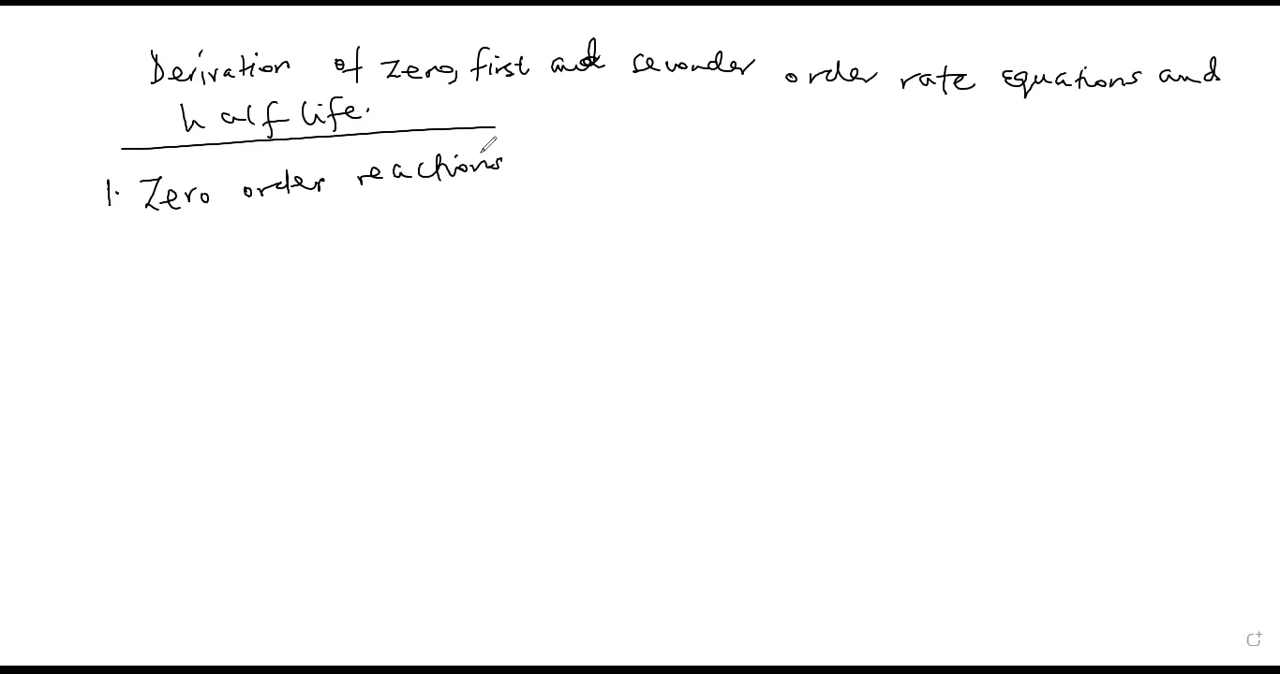 Derivation of zero, first and seconder order rate equations and
half life.
1. Zero order reactions